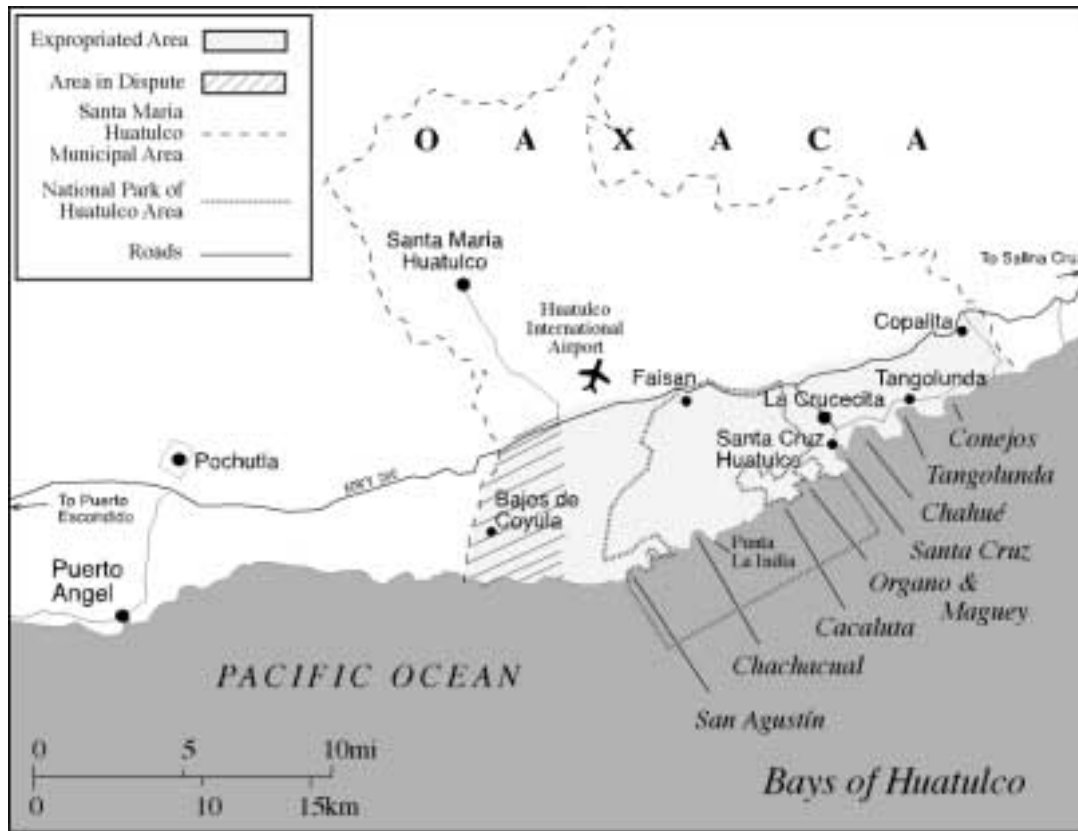 Expropriated Area
Area in Dispute
Santa Maria
Huatulco
Municipal Area
National Park of
Huatulco Area
Roads
O A X A C A
Santa Maria
Huatulco
To Salina Cruz
Huatulco
International
Airport
Copalita
Faisan
Tangolunda
La Crucecita
Santa Cruz
Huatulco
Conejos
Pochutla
Tangolunda
To Puerto
Escondido
Bajos de
Coyula
Chahué
Punta
La India
Santa Cruz
Puerto
Angel
Organo &
Maguey
Cacaluta
PACIFIC OCEAN
Chachacual
San Agustín
0 5 10mi
0 10 15km
Bays of Huatulco